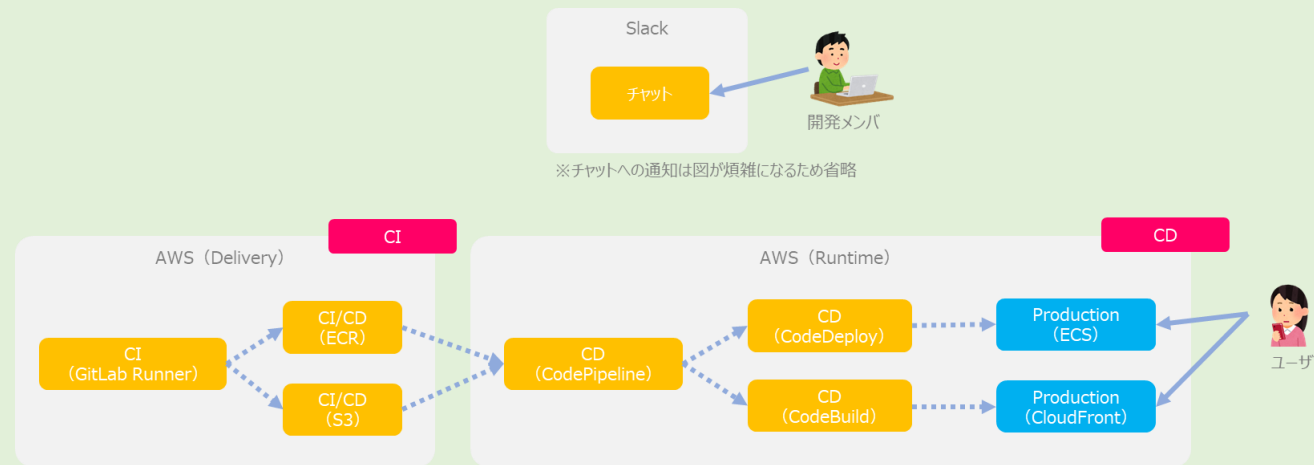 Slack
チャット
開発メンバ
※チャットへの通知は図が煩雑になるため省略
CI
CD
AWS（Delivery）
AWS（Runtime）
CI
（GitLab Runner）
CI/CD
（ECR）
CI/CD
（S3）
CD
（CodePipeline）
CD
（CodeDeploy）
CD
（CodeBuild）
Production
（ECS）
Production
（CloudFront）
ユーザ